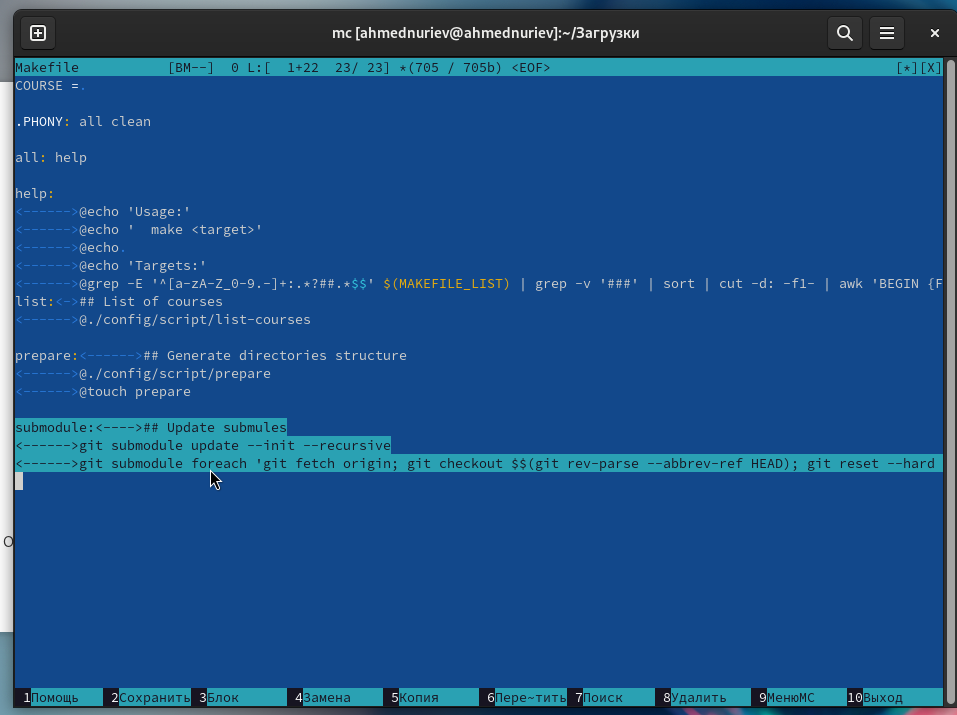 mc [ahmednuriev@ahmednuriev]:~/Загрузки
Makefile [BM--] 0 L:[ 1+22 23/ 23] *(705 / 705b) <EOF> [*][X]
COURSE =.
.PHONY: all clean
all: help
help:
<------>@echo 'Usage:'
<------>@echo '  make <target>'
<------>@echo.
<------>@echo 'Targets:'
<------>@grep -E '^[a-zA-Z_0-9.-]+:.*?##.*$$' $(MAKEFILE_LIST) | grep -v '###' | sort | cut -d: -f1- | awk 'BEGIN {F
list:<->## List of courses
<------>@./config/script/list-courses
prepare:<------>## Generate directories structure
<------>@./config/script/prepare
<------>@touch prepare
submodule:<---->## Update submules
<------>git submodule update --init --recursive
<------>git submodule foreach 'git fetch origin; git checkout $$(git rev-parse --abbrev-ref HEAD); git reset --hard
1Помощь 2Сохранить 3Блок 4Замена 5Копия 6Пере~тить 7Поиск 8Удалить 9МенюМС 10Выход